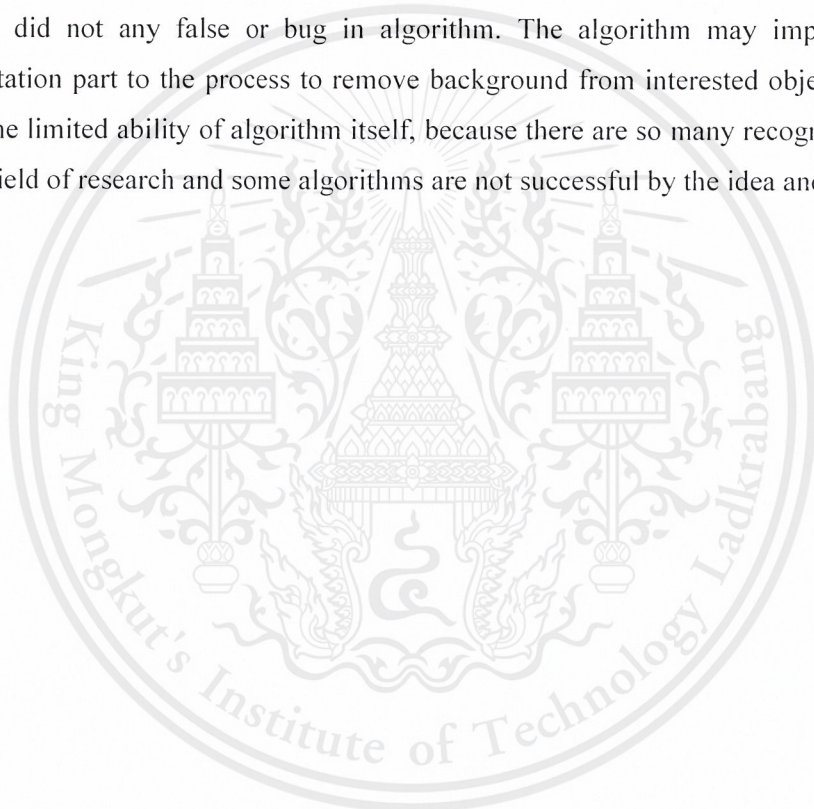 did not any false or bug in algorithm. The algorithm may imp
tation part to the process to remove background from interested obje
ne limited ability of algorithm itself, because there are so many recogn
ield of research and some algorithms are not successful by the idea and
King Mongkut's Institute of Technology Ladkrabang